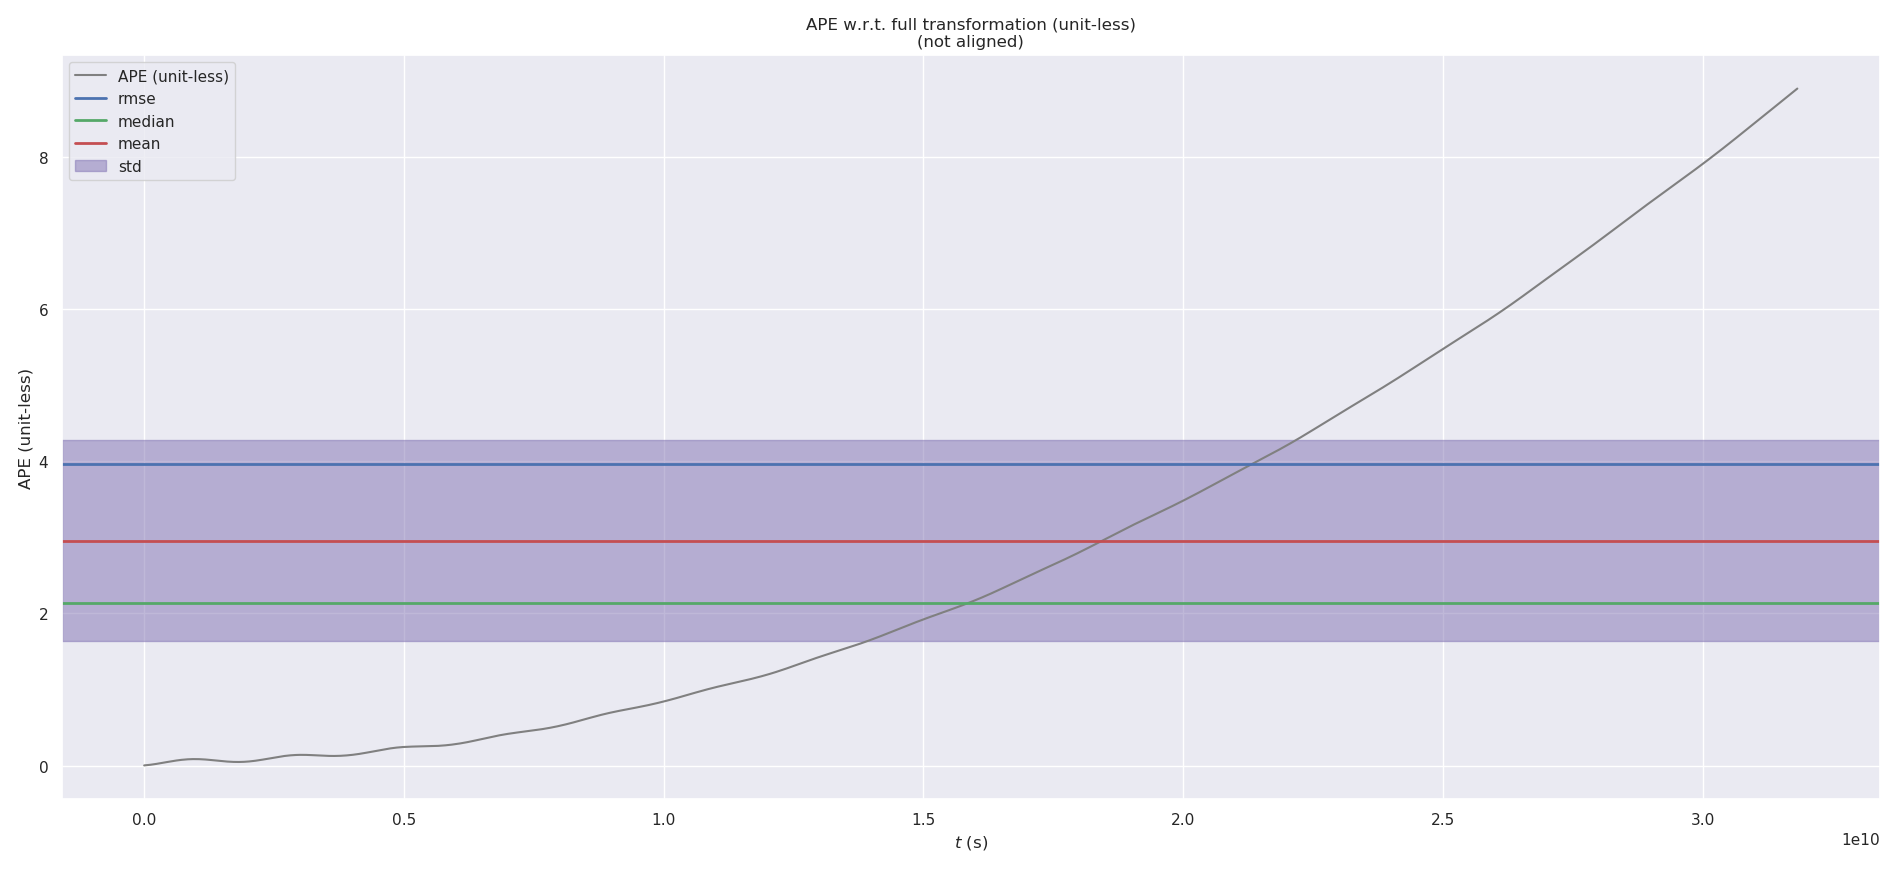 APE w.r.t. full transformation (unit-less)
(not aligned)
APE (unit-less)
rmse
median
mean
std
APE (unit-less)
8
6
4
2
0
0.0 0.5 1.0 1.5 2.0 2.5 3.0
1e10
t (s)